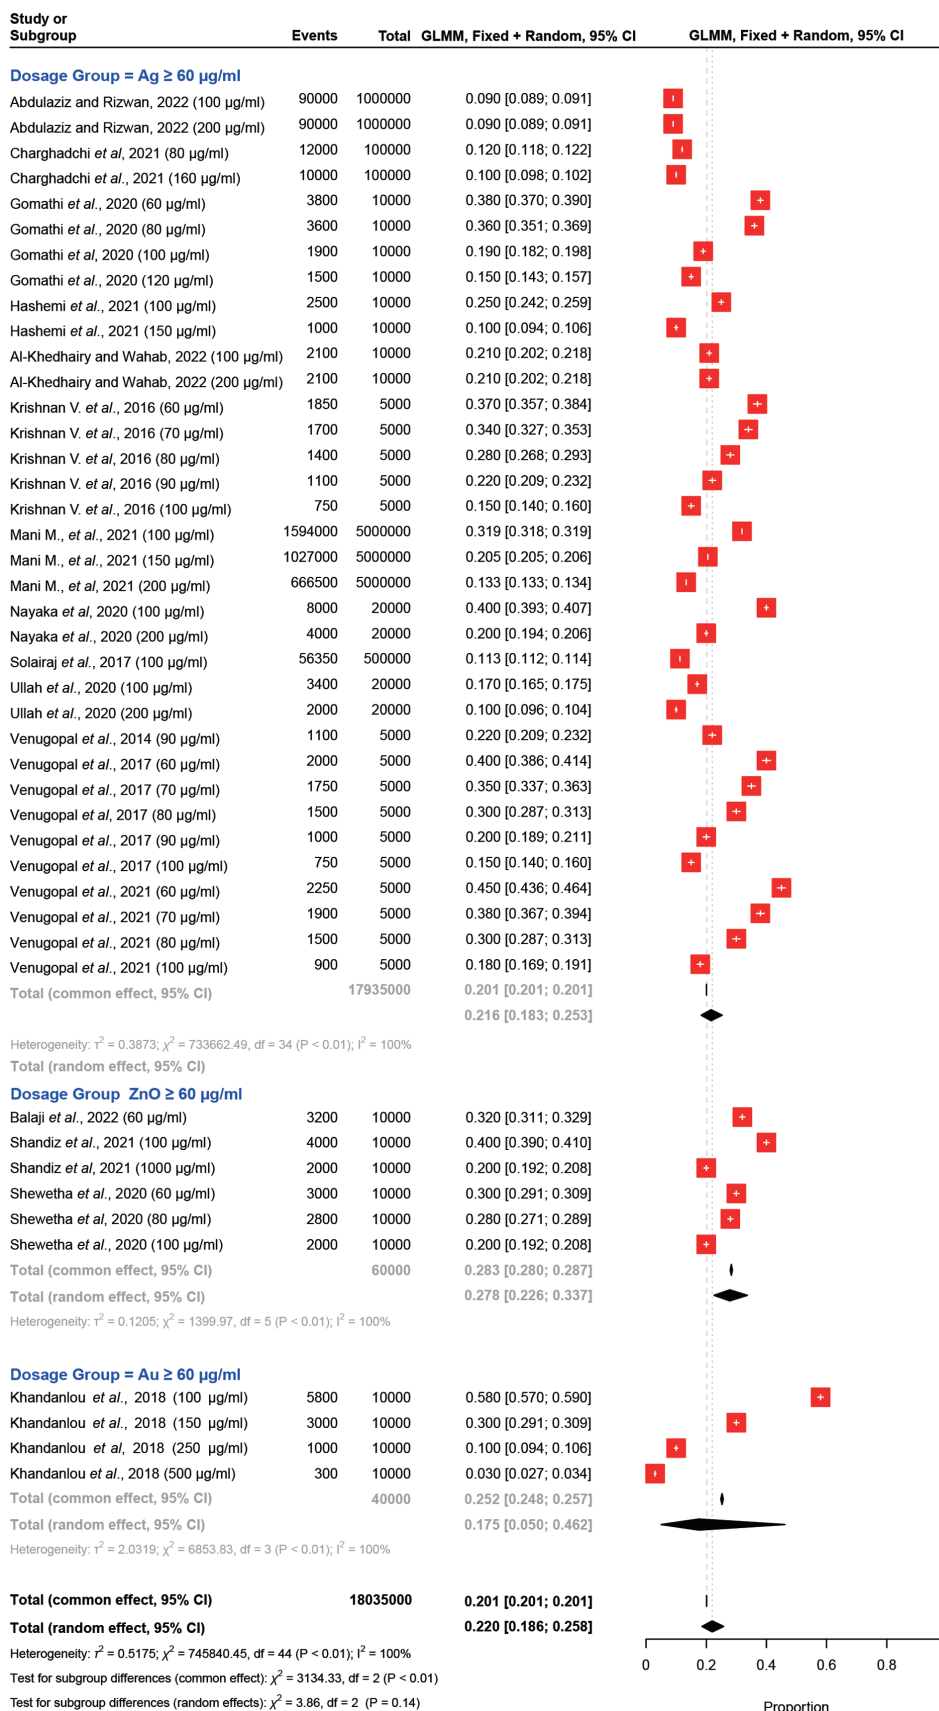 Study or
Subgroup Events Total GLMM, Fixed + Random, 95% CI GLMM, Fixed + Random, 95% CI
Dosage Group = Ag ≥ 60 µg/ml
Abdulaziz and Rizwan, 2022 (100 µg/ml) 90000 1000000 0.090 [0.089; 0.091]
Abdulaziz and Rizwan, 2022 (200 µg/ml) 90000 1000000 0.090 [0.089; 0.091]
Charghadchi et al, 2021 (80 µg/ml) 12000 100000 0.120 [0.118; 0.122]
Charghadchi et al., 2021 (160 µg/ml) 10000 100000 0.100 [0.098; 0.102]
Gomathi et al., 2020 (60 µg/ml) 3800 10000 0.380 [0.370; 0.390]
Gomathi et al., 2020 (80 µg/ml) 3600 10000 0.360 [0.351; 0.369]
Gomathi et al, 2020 (100 µg/ml) 1900 10000 0.190 [0.182; 0.198]
Gomathi et al., 2020 (120 µg/ml) 1500 10000 0.150 [0.143; 0.157]
Hashemi et al., 2021 (100 µg/ml) 2500 10000 0.250 [0.242; 0.259]
Hashemi et al., 2021 (150 µg/ml) 1000 10000 0.100 [0.094; 0.106]
Al-Khedhairy and Wahab, 2022 (100 µg/ml) 2100 10000 0.210 [0.202; 0.218]
Al-Khedhairy and Wahab, 2022 (200 µg/ml) 2100 10000 0.210 [0.202; 0.218]
Krishnan V. et al., 2016 (60 µg/ml) 1850 5000 0.370 [0.357; 0.384]
Krishnan V. et al., 2016 (70 µg/ml) 1700 5000 0.340 [0.327; 0.353]
Krishnan V. et al, 2016 (80 µg/ml) 1400 5000 0.280 [0.268; 0.293]
Krishnan V. et al., 2016 (90 µg/ml) 1100 5000 0.220 [0.209; 0.232]
Krishnan V. et al., 2016 (100 µg/ml) 750 5000 0.150 [0.140; 0.160]
Mani M., et al., 2021 (100 µg/ml) 1594000 5000000 0.319 [0.318; 0.319]
Mani M., et al., 2021 (150 µg/ml) 1027000 5000000 0.205 [0.205; 0.206]
Mani M., et al, 2021 (200 µg/ml) 666500 5000000 0.133 [0.133; 0.134]
Nayaka et al, 2020 (100 µg/ml) 8000 20000 0.400 [0.393; 0.407]
Nayaka et al., 2020 (200 µg/ml) 4000 20000 0.200 [0.194; 0.206]
Solairaj et al., 2017 (100 µg/ml) 56350 500000 0.113 [0.112; 0.114]
Ullah et al., 2020 (100 µg/ml) 3400 20000 0.170 [0.165; 0.175]
Ullah et al., 2020 (200 µg/ml) 2000 20000 0.100 [0.096; 0.104]
Venugopal et al., 2014 (90 µg/ml) 1100 5000 0.220 [0.209; 0.232]
Venugopal et al., 2017 (60 µg/ml) 2000 5000 0.400 [0.386; 0.414]
Venugopal et al., 2017 (70 µg/ml) 1750 5000 0.350 [0.337; 0.363]
Venugopal et al, 2017 (80 µg/ml) 1500 5000 0.300 [0.287; 0.313]
Venugopal et al., 2017 (90 µg/ml) 1000 5000 0.200 [0.189; 0.211]
Venugopal et al., 2017 (100 µg/ml) 750 5000 0.150 [0.140; 0.160]
Venugopal et al., 2021 (60 µg/ml) 2250 5000 0.450 [0.436; 0.464]
Venugopal et al., 2021 (70 µg/ml) 1900 5000 0.380 [0.367; 0.394]
Venugopal et al., 2021 (80 µg/ml) 1500 5000 0.300 [0.287; 0.313]
Venugopal et al., 2021 (100 µg/ml) 900 5000 0.180 [0.169; 0.191]
Total (common effect, 95% CI) 17935000 0.201 [0.201; 0.201]
0.216 [0.183; 0.253]
Heterogeneity: τ² = 0.3873; χ² = 733662.49, df = 34 (P < 0.01); I² = 100%
Total (random effect, 95% CI)
Dosage Group ZnO ≥ 60 µg/ml
Balaji et al., 2022 (60 µg/ml) 3200 10000 0.320 [0.311; 0.329]
Shandiz et al., 2021 (100 µg/ml) 4000 10000 0.400 [0.390; 0.410]
Shandiz et al, 2021 (1000 µg/ml) 2000 10000 0.200 [0.192; 0.208]
Shewetha et al., 2020 (60 µg/ml) 3000 10000 0.300 [0.291; 0.309]
Shewetha et al, 2020 (80 µg/ml) 2800 10000 0.280 [0.271; 0.289]
Shewetha et al., 2020 (100 µg/ml) 2000 10000 0.200 [0.192; 0.208]
Total (common effect, 95% CI) 60000 0.283 [0.280; 0.287]
Total (random effect, 95% CI) 0.278 [0.226; 0.337]
Heterogeneity: τ² = 0.1205; χ² = 1399.97, df = 5 (P < 0.01); I² = 100%
Dosage Group = Au ≥ 60 µg/ml
Khandanlou et al., 2018 (100 µg/ml) 5800 10000 0.580 [0.570; 0.590]
Khandanlou et al., 2018 (150 µg/ml) 3000 10000 0.300 [0.291; 0.309]
Khandanlou et al, 2018 (250 µg/ml) 1000 10000 0.100 [0.094; 0.106]
Khandanlou et al., 2018 (500 µg/ml) 300 10000 0.030 [0.027; 0.034]
Total (common effect, 95% CI) 40000 0.252 [0.248; 0.257]
Total (random effect, 95% CI) 0.175 [0.050; 0.462]
Heterogeneity: τ² = 2.0319; χ² = 6853.83, df = 3 (P < 0.01); I² = 100%
Total (common effect, 95% CI) 18035000 0.201 [0.201; 0.201]
Total (random effect, 95% CI) 0.220 [0.186; 0.258]
Heterogeneity: τ² = 0.5175; χ² = 745840.45, df = 44 (P < 0.01); I² = 100%
0 0.2 0.4 0.6 0.8
Test for subgroup differences (common effect): χ² = 3134.33, df = 2 (P < 0.01)
Test for subgroup differences (random effects): χ² = 3.86, df = 2 (P = 0.14)
Proportion